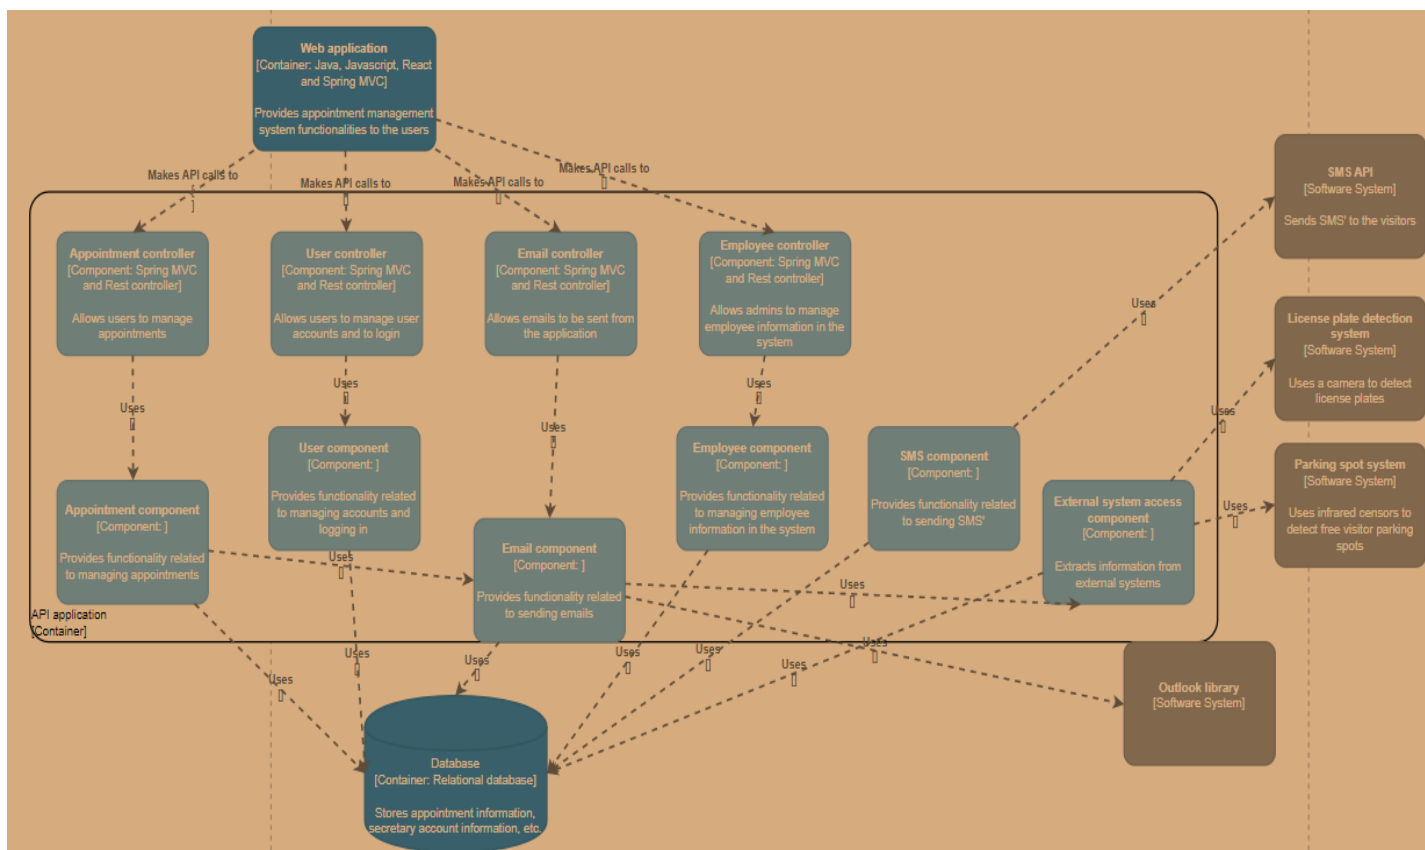 Web application
[Container: Java, Javascript, React
and Spring MVC]
Provides appointment management
system functionalities to the users
Makes API calls to
[
]
Makes API calls to
[]
Makes API calls to
[]
Makes API calls to
[]
SMS API
[Software System]
Sends SMS' to the visitors
Appointment controller
[Component: Spring MVC
and Rest controller]
Allows users to manage
appointments
User controller
[Component: Spring MVC
and Rest controller]
Allows users to manage user
accounts and to login
Email controller
[Component: Spring MVC
and Rest controller]
Allows emails to be sent from
the application
Employee controller
[Component: Spring MVC
and Rest controller]
Allows admins to manage
employee information in the
system
Uses
[]
License plate detection
system
[Software System]
Uses a camera to detect
license plates
Uses
[]
Uses
[]
Uses
[]
Uses
[]
Uses
[]
User component
[Component: ]
Provides functionality related
to managing accounts and
logging in
Employee component
[Component: ]
Provides functionality related
to managing employee
information in the system
SMS component
[Component: ]
Provides functionality related
to sending SMS'
Parking spot system
[Software System]
Uses infrared censors to
detect free visitor parking
spots
Appointment component
[Component: ]
Provides functionality related
to managing appointments
External system access
component
[Component: ]
Extracts information from
external systems
Uses
[]
Email component
[Component: ]
Provides functionality related
to sending emails
Uses
[]
Uses
[]
API application
[Container]
Uses
[]
Uses
[]
Uses
[]
Uses
[]
Uses
[]
Uses
[]
Uses
[]
Outlook library
[Software System]
Database
[Container: Relational database]
Stores appointment information,
secretary account information, etc.